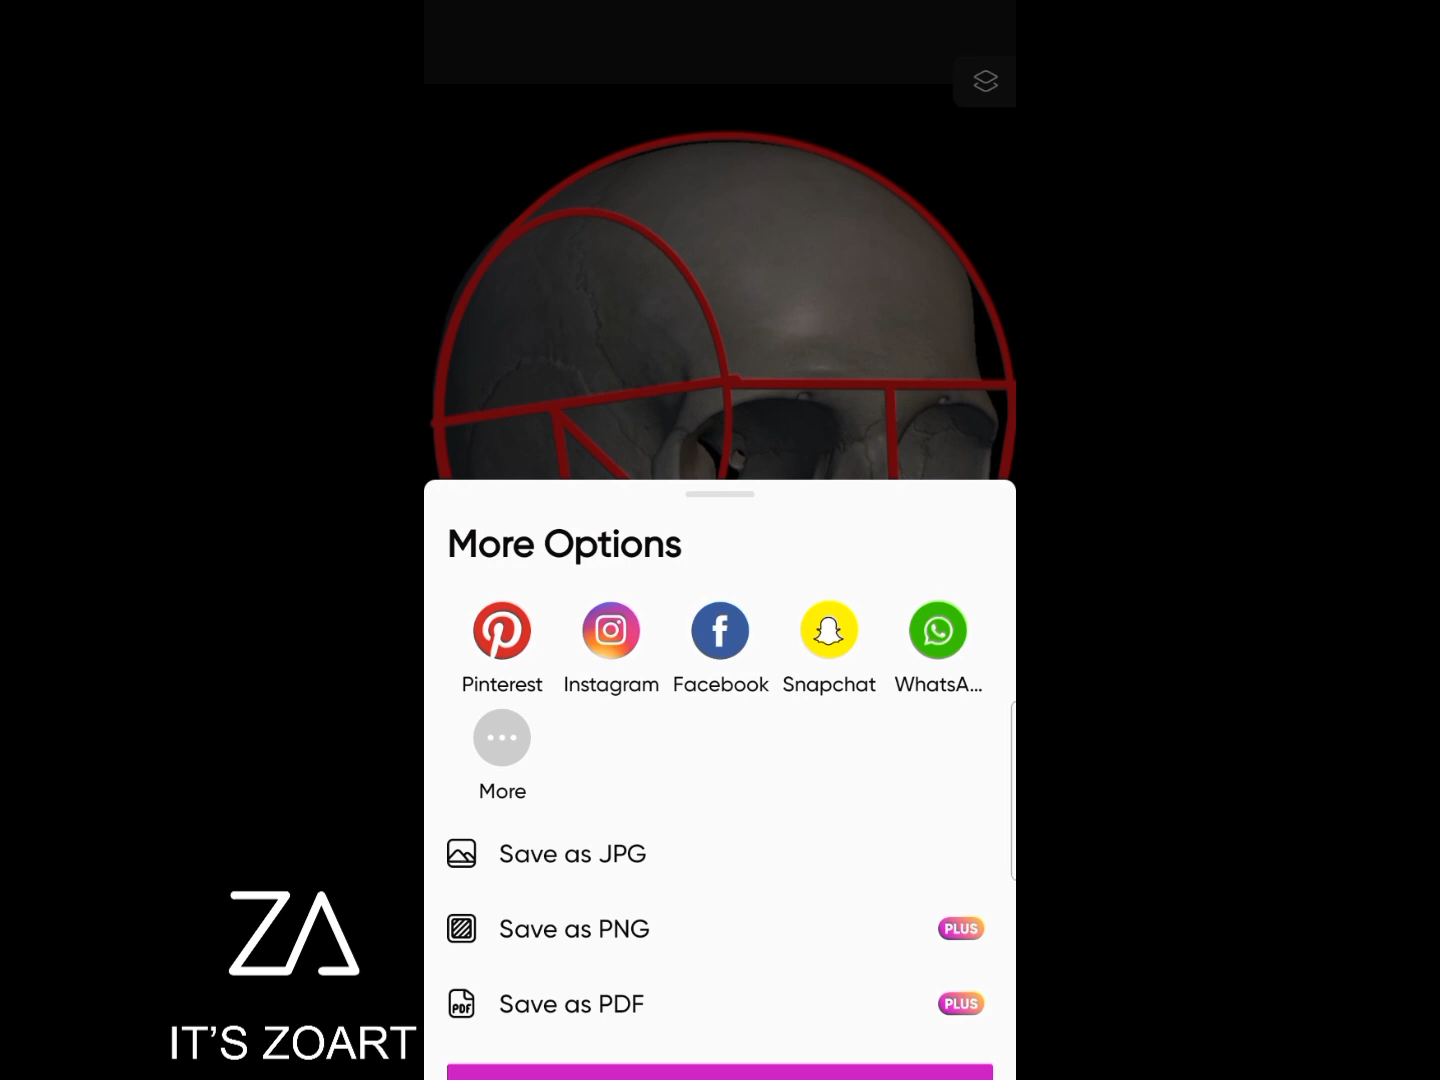 More Options
Pinterest Instagram Facebook Snapchat WhatsA...
More
Save as JPG
Save as PNG PLUS
PDF Save as PDF PLUS
ZA
IT'S ZOART